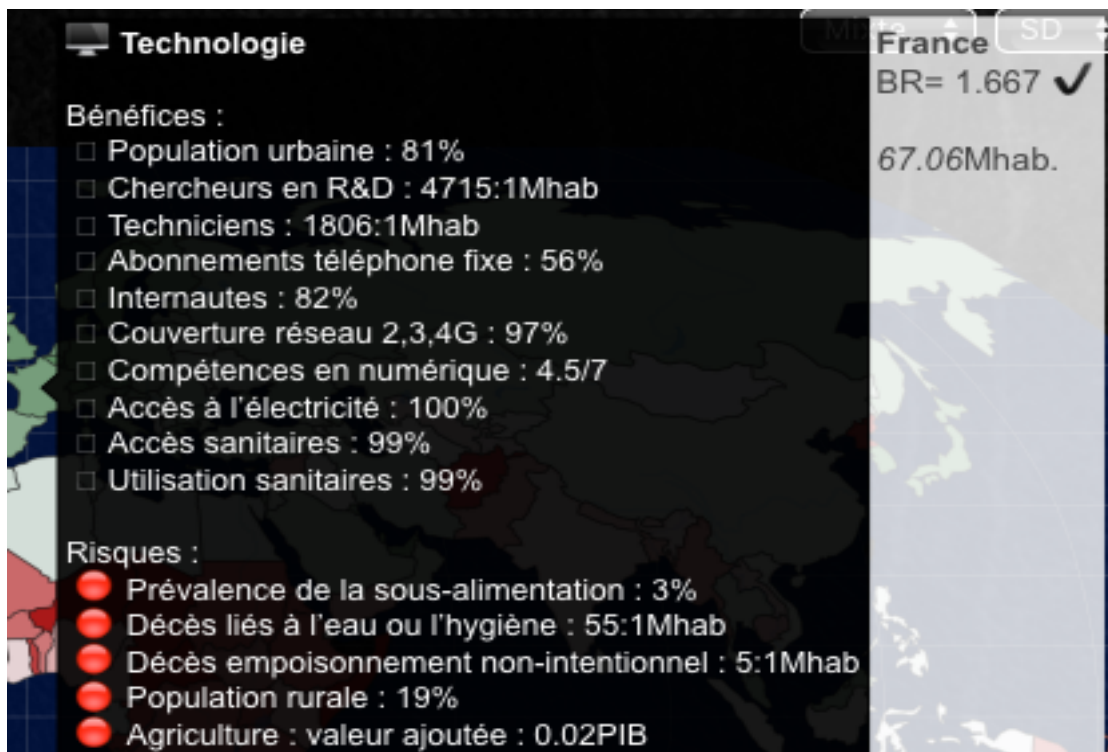 Technologie
Bénéfices :
Population urbaine : 81%
Chercheurs en R&D : 4715:1Mhab
Techniciens : 1806:1Mhab
Abonnements téléphone fixe : 56%
Internautes : 82%
Couverture réseau 2,3,4G : 97%
Compétences en numérique : 4.5/7
Accès à l'électricité : 100%
Accès sanitaires : 99%
Utilisation sanitaires : 99%
Risques :
Prévalence de la sous-alimentation : 3%
Décès liés à l'eau ou l'hygiène : 55:1Mhab
Décès empoisonnement non-intentionnel : 5:1Mhab
Population rurale : 19%
Agriculture : valeur ajoutée : 0.02PIB
Mixte
SD
France
BR= 1.667 ✓
67.06Mhab.